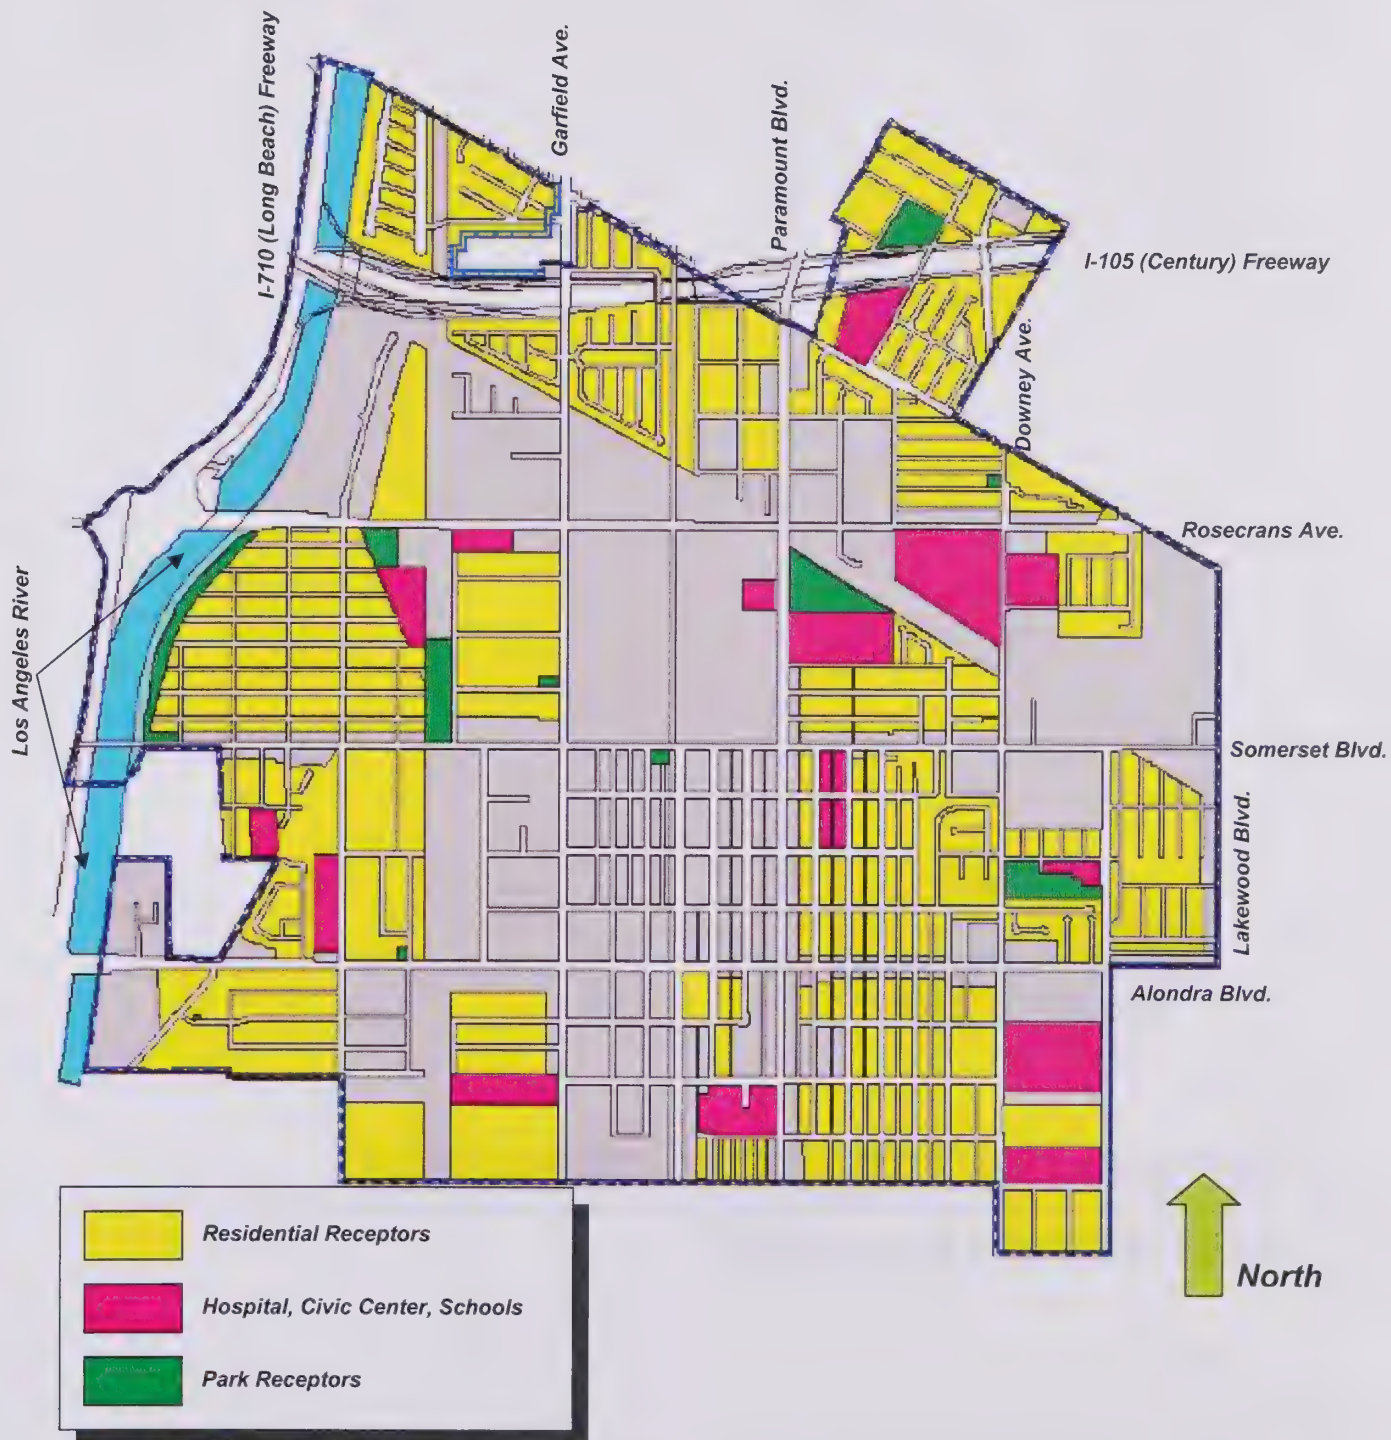 I-710 (Long Beach) Freeway
Garfield Ave.
Paramount Blvd.
I-105 (Century) Freeway
Downey Ave.
Rosecrans Ave.
Los Angeles River
Somerset Blvd.
Lakewood Blvd.
Alondra Blvd.
Residential Receptors
Hospital, Civic Center, Schools
Park Receptors
North